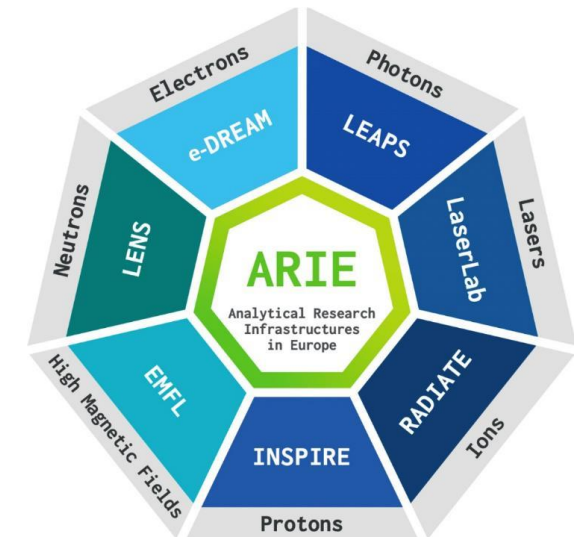 Electrons
e-DREAM
Photons
LEAPS
Lasers
LaserLab
Ions
RADIATE
Protons
INSPIRE
High Magnetic Fields
EMFL
Neutrons
LENS
ARIE
Analytical Research
Infrastructures
in Europe